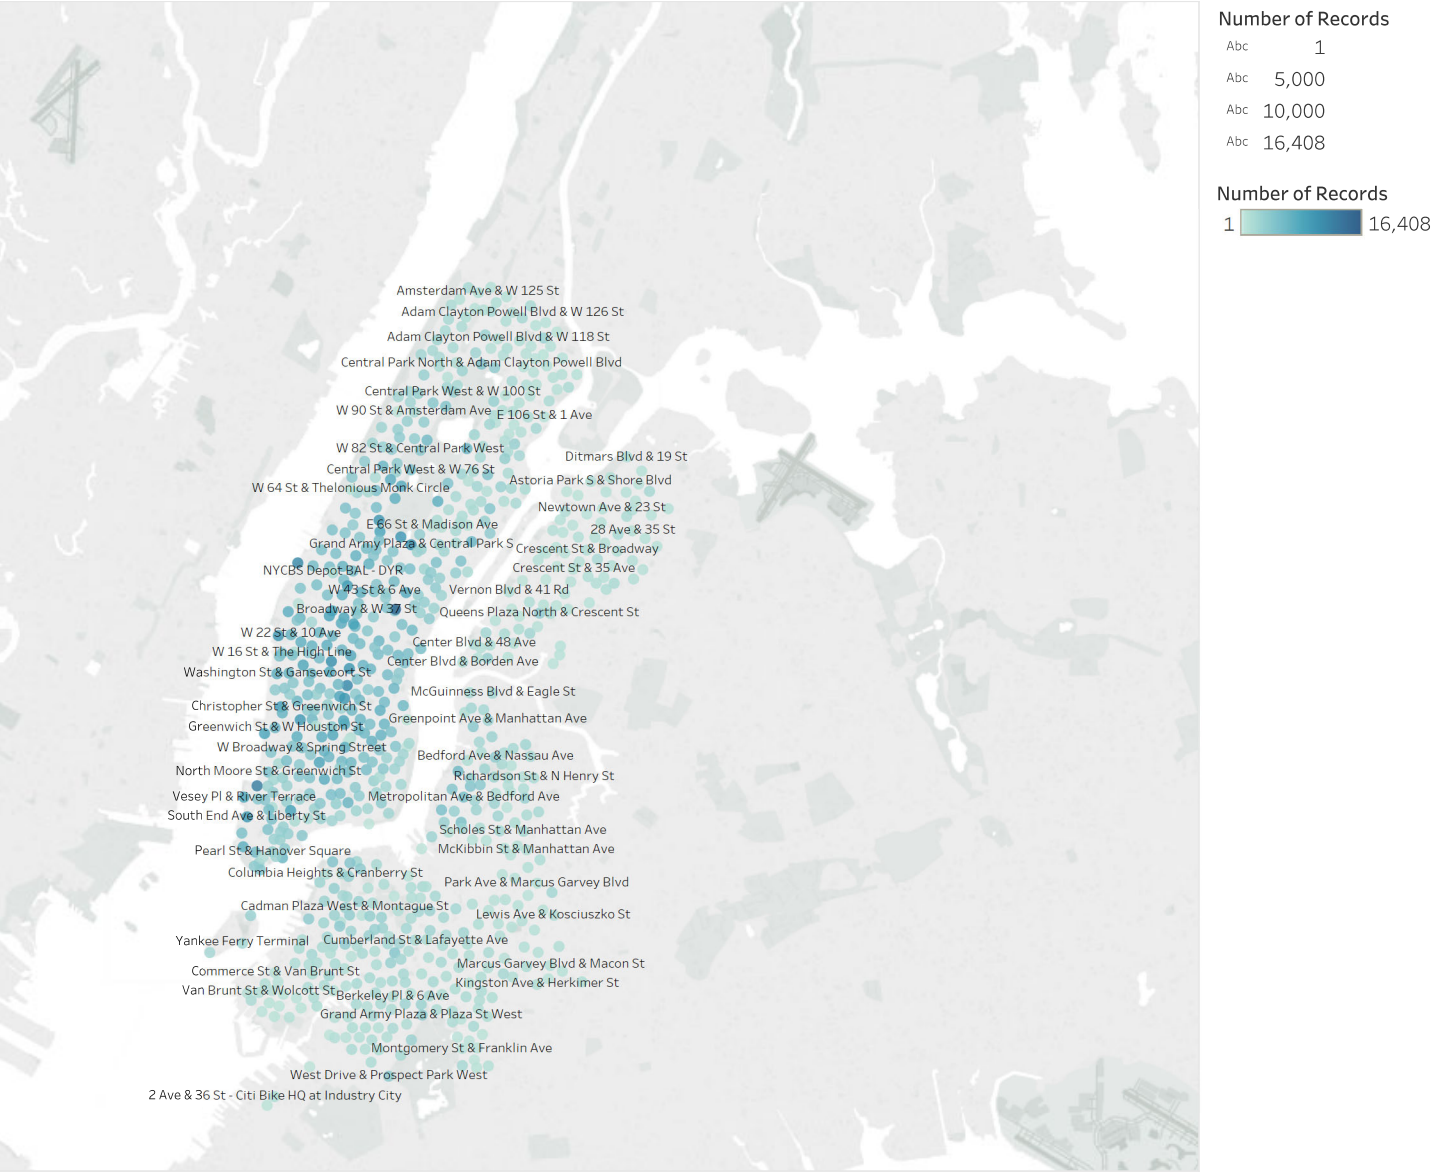 Number of Records
Abc 1
Abc 5,000
Abc 10,000
Abc 16,408
Number of Records
1 16,408
Amsterdam Ave & W 125 St
Adam Clayton Powell Blvd & W 126 St
Adam Clayton Powell Blvd & W 118 St
Central Park North & Adam Clayton Powell Blvd
Central Park West & W 100 St
W 90 St & Amsterdam Ave
E 106 St & 1 Ave
W 82 St & Central Park West
Ditmars Blvd & 19 St
Central Park West & W 76 St
Astoria Park S & Shore Blvd
W 64 St & Thelonious Monk Circle
Newtown Ave & 23 St
E 66 St & Madison Ave
28 Ave & 35 St
Grand Army Plaza & Central Park S
Crescent St & Broadway
NYCBS Depot BAL - DYR
Crescent St & 35 Ave
W 43 St & 6 Ave
Vernon Blvd & 41 Rd
Broadway & W 37 St
Queens Plaza North & Crescent St
W 22 St & 10 Ave
Center Blvd & 48 Ave
W 16 St & The High Line
Center Blvd & Borden Ave
Washington St & Gansevoort St
McGuinness Blvd & Eagle St
Christopher St & Greenwich St
Greenpoint Ave & Manhattan Ave
Greenwich St & W Houston St
W Broadway & Spring Street
Bedford Ave & Nassau Ave
North Moore St & Greenwich St
Richardson St & N Henry St
Vesey Pl & River Terrace
Metropolitan Ave & Bedford Ave
South End Ave & Liberty St
Scholes St & Manhattan Ave
Pearl St & Hanover Square
McKibbin St & Manhattan Ave
Columbia Heights & Cranberry St
Park Ave & Marcus Garvey Blvd
Cadman Plaza West & Montague St
Lewis Ave & Kosciuszko St
Yankee Ferry Terminal
Cumberland St & Lafayette Ave
Marcus Garvey Blvd & Macon St
Commerce St & Van Brunt St
Kingston Ave & Herkimer St
Van Brunt St & Wolcott St
Berkeley Pl & 6 Ave
Grand Army Plaza & Plaza St West
Montgomery St & Franklin Ave
West Drive & Prospect Park West
2 Ave & 36 St - Citi Bike HQ at Industry City